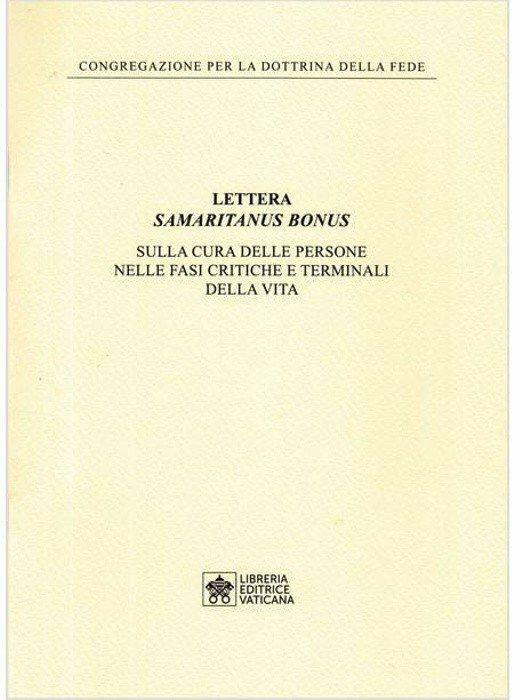 CONGREGAZIONE PER LA DOTTRINA DELLA FEDE
LETTERA
SAMARITANUS BONUS
SULLA CURA DELLE PERSONE
NELLE FASI CRITICHE E TERMINALI
DELLA VITA
LIBRERIA
EDITRICE
VATICANA